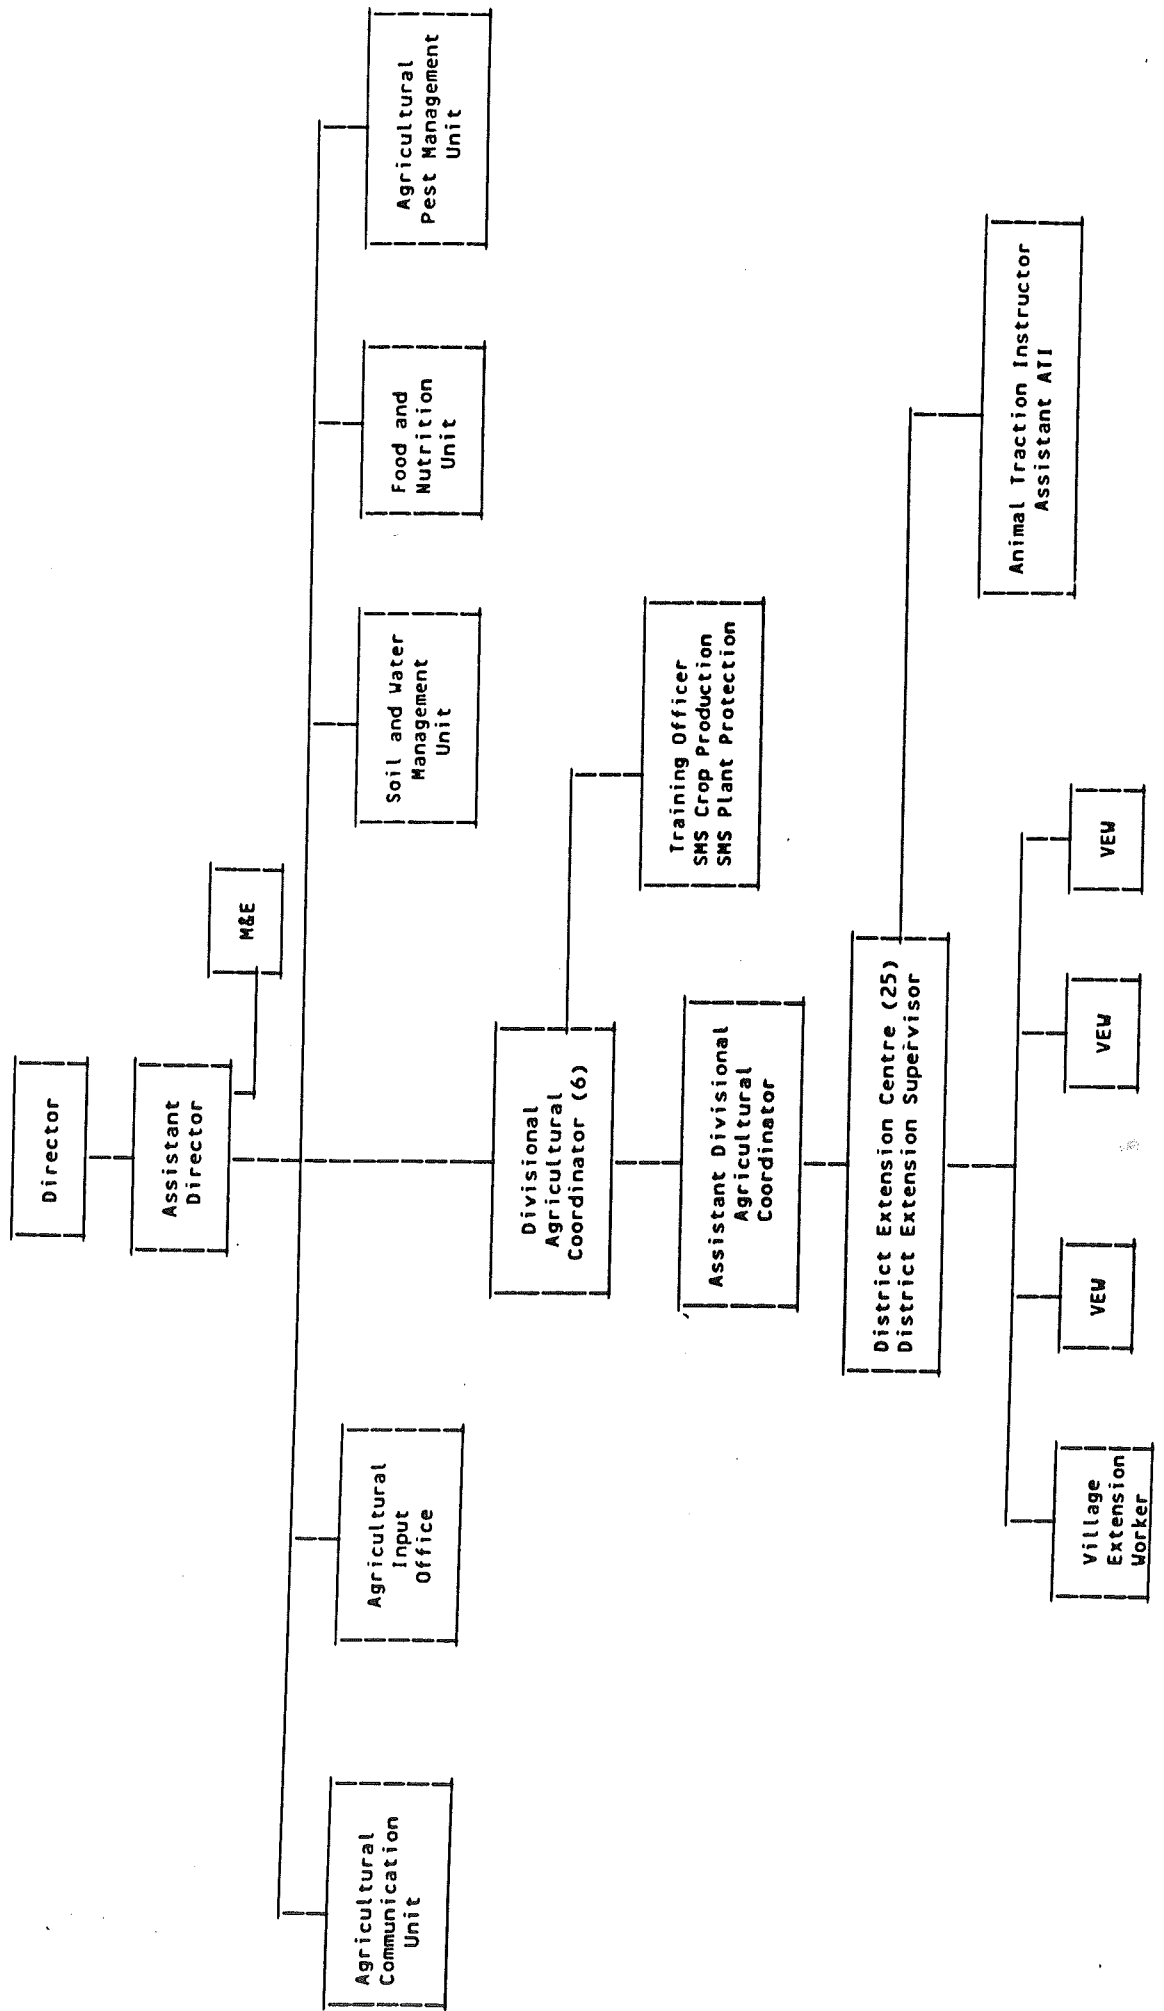 Director
Assistant
Director
M&E
Agricultural
Communication
Unit
Agricultural
Input
Office
Soil and Water
Management
Unit
Food and
Nutrition
Unit
Agricultural
Pest Management
Unit
Divisional
Agricultural
Coordinator (6)
Training Officer
SMS Crop Production
SMS Plant Protection
Assistant Divisional
Agricultural
Coordinator
District Extension Centre (25)
District Extension Supervisor
Animal Traction Instructor
Assistant ATI
Village
Extension
Worker
VEW
VEW
VEW